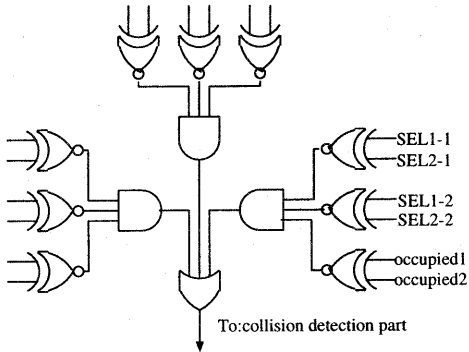 SEL1-1
SEL2-1
SEL1-2
SEL2-2
occupied1
occupied2
To:collision detection part